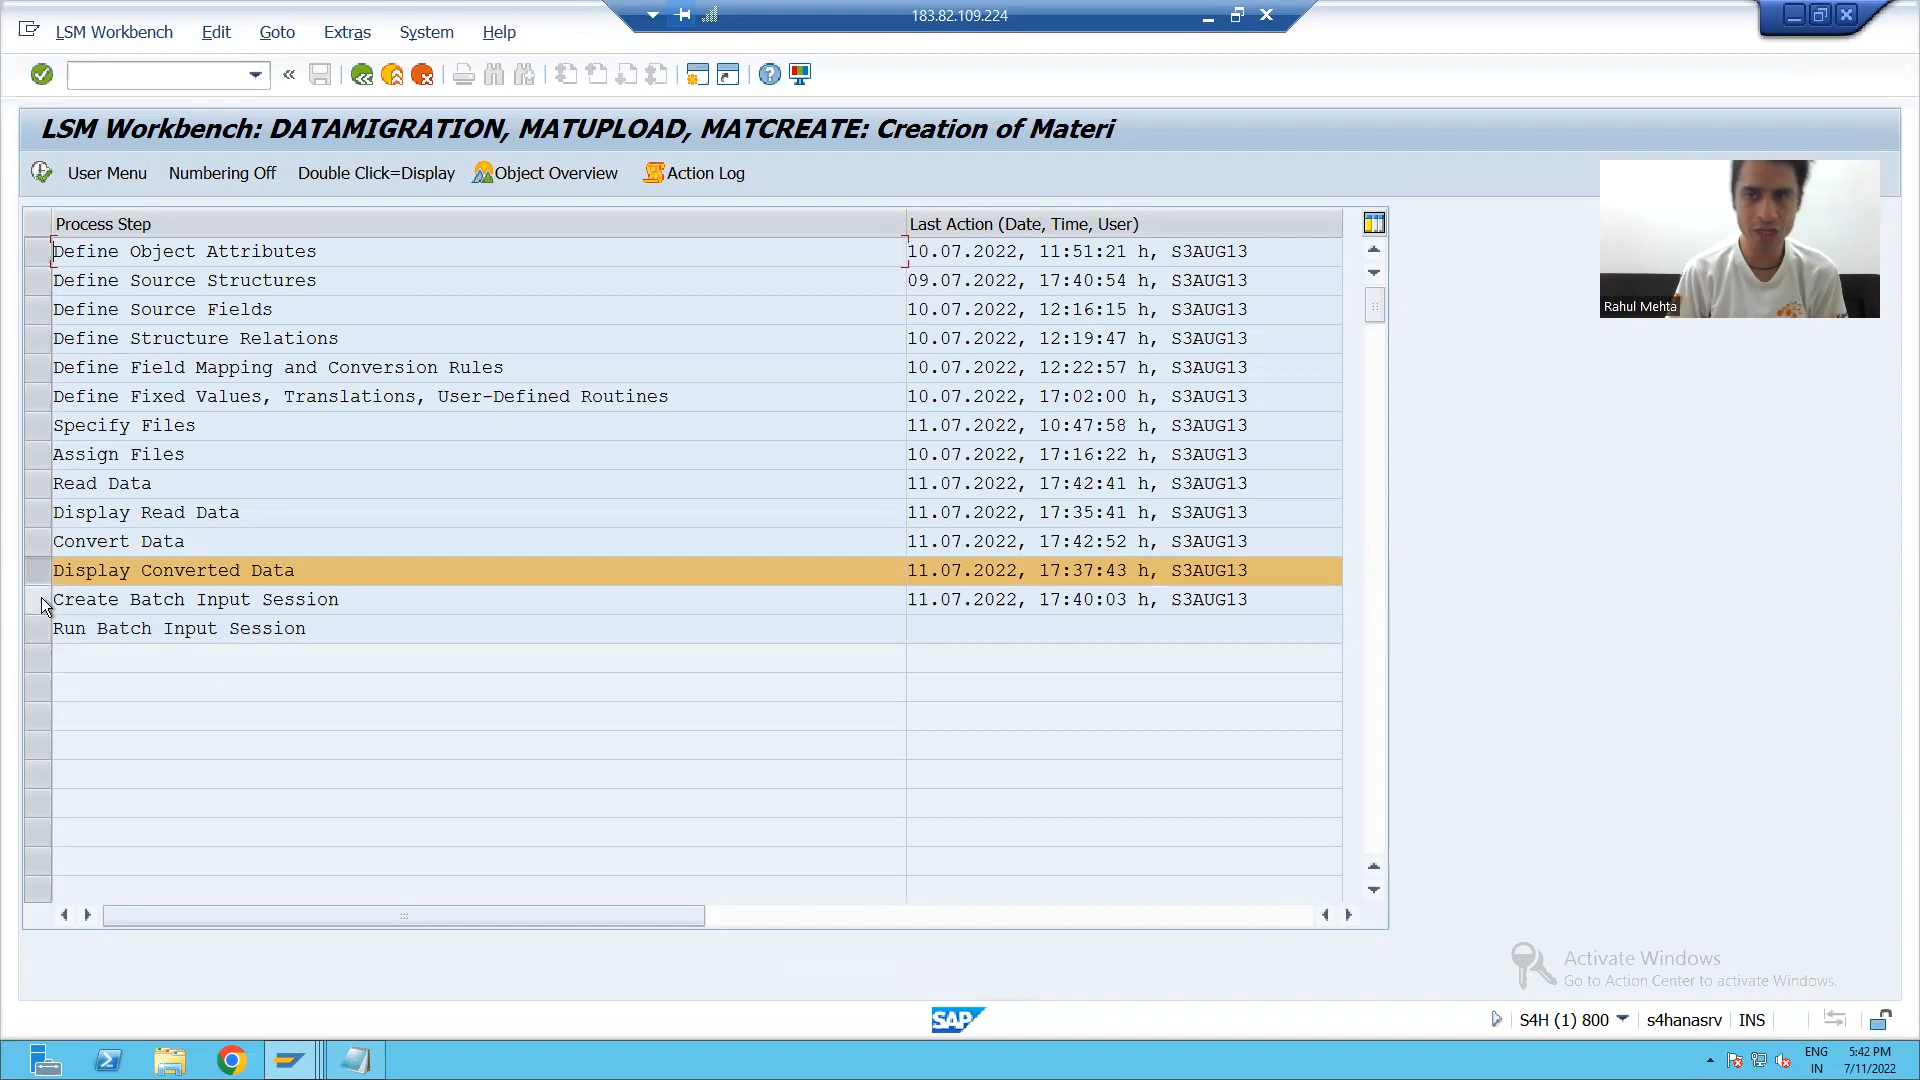 183.82.109.224
LSM Workbench Edit Goto Extras System Help
LSM Workbench: DATAMIGRATION, MATUPLOAD, MATCREATE: Creation of Materi
User Menu Numbering Off Double Click=Display Object Overview Action Log
Process Step Last Action (Date, Time, User)
Define Object Attributes 10.07.2022, 11:51:21 h, S3AUG13
Define Source Structures 09.07.2022, 17:40:54 h, S3AUG13
Define Source Fields 10.07.2022, 12:16:15 h, S3AUG13
Define Structure Relations 10.07.2022, 12:19:47 h, S3AUG13
Define Field Mapping and Conversion Rules 10.07.2022, 12:22:57 h, S3AUG13
Define Fixed Values, Translations, User-Defined Routines 10.07.2022, 17:02:00 h, S3AUG13
Specify Files 11.07.2022, 10:47:58 h, S3AUG13
Assign Files 10.07.2022, 17:16:22 h, S3AUG13
Read Data 11.07.2022, 17:42:41 h, S3AUG13
Display Read Data 11.07.2022, 17:35:41 h, S3AUG13
Convert Data 11.07.2022, 17:42:52 h, S3AUG13
Display Converted Data 11.07.2022, 17:37:43 h, S3AUG13
Create Batch Input Session 11.07.2022, 17:40:03 h, S3AUG13
Run Batch Input Session
Rahul Mehta
Activate Windows
Go to Action Center to activate Windows.
SAP
S4H (1) 800 s4hanasrv INS
ENG 5:42 PM
IN 7/11/2022